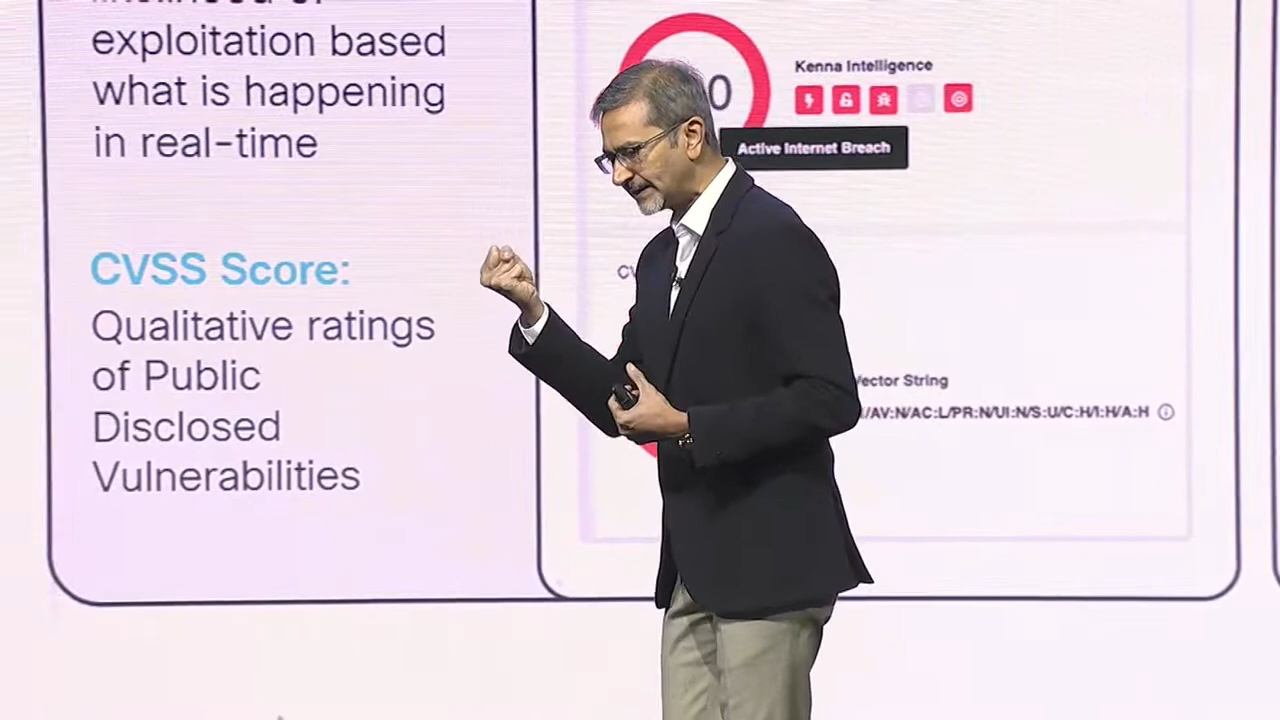 exploitation based
what is happening
in real-time
CVSS Score:
Qualitative ratings
of Public
Disclosed
Vulnerabilities
Kenna Intelligence
Active Internet Breach
Vector String
/AV:N/AC:L/PR:N/UI:N/S:U/C:H/I:H/A:H